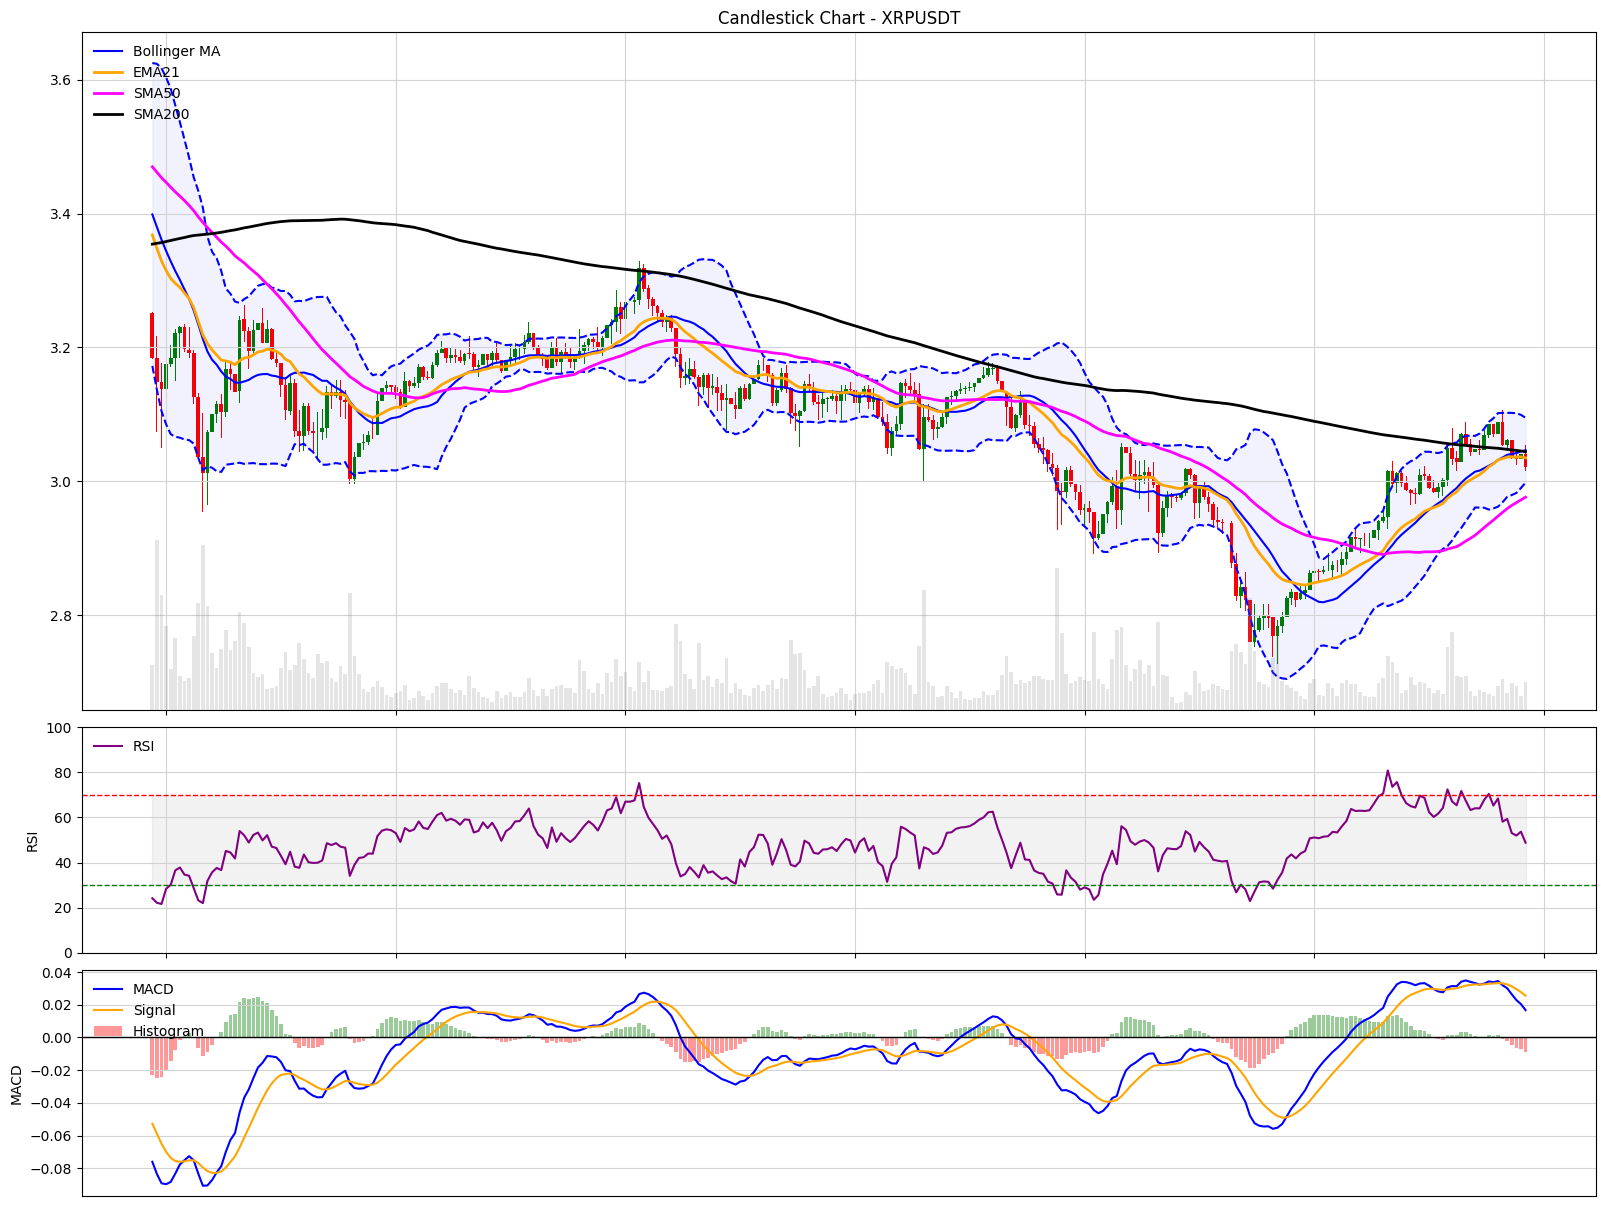 Candlestick Chart - XRPUSDT
Bollinger MA
EMA21
SMA50
SMA200
3.6
3.4
3.2
3.0
2.8
RSI
100
80
60
40
20
0
RSI
MACD
Signal
Histogram
0.04
0.02
0.00
−0.02
−0.04
−0.06
−0.08
MACD